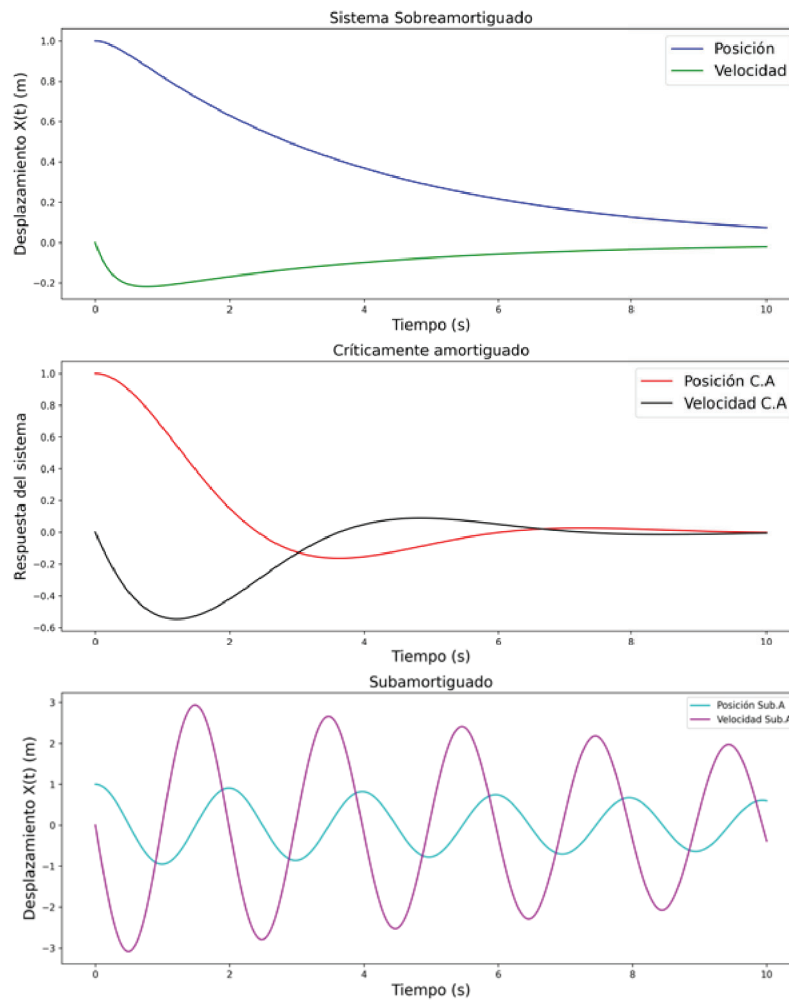 Sistema Sobreamortiguado
Desplazamiento X(t) (m)
1.0
0.8
0.6
0.4
0.2
0.0
−0.2
Posición
Velocidad
0 2 4 6 8 10
Tiempo (s)
Críticamente amortiguado
Respuesta del sistema
1.0
0.8
0.6
0.4
0.2
0.0
−0.2
−0.4
−0.6
Posición C.A
Velocidad C.A
0 2 4 6 8 10
Tiempo (s)
Subamortiguado
Desplazamiento X(t) (m)
3
2
1
0
−1
−2
−3
Posición Sub.A
Velocidad Sub.A
0 2 4 6 8 10
Tiempo (s)